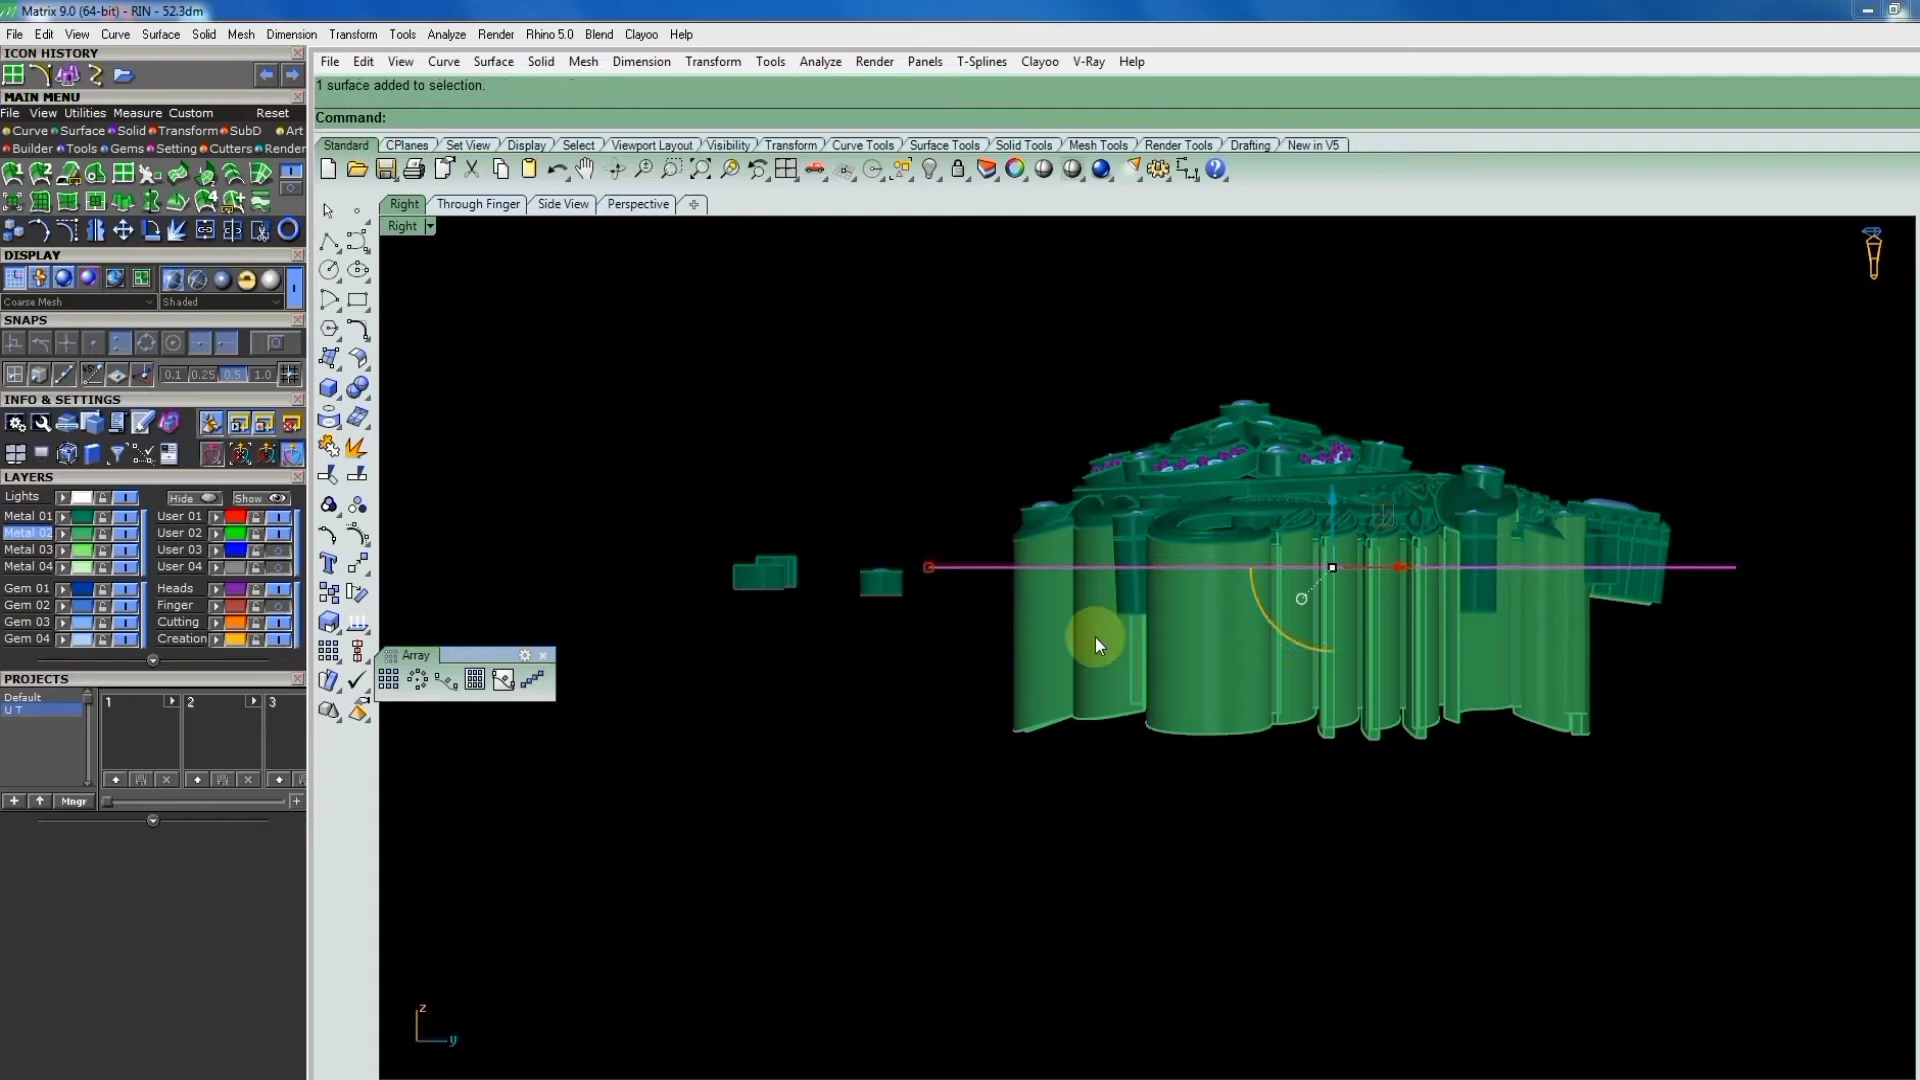 Matrix 9.0 (64-bit) - RIN - 52.3dm
File Edit View Curve Surface Solid Mesh Dimension Transform Tools Analyze Render Rhino 5.0 Blend Clayoo Help
ICON HISTORY
MAIN MENU
File View Utilities Measure Custom Reset
Curve Surface Solid Transform SubD Art
Builder Tools Gems Setting Cutters Render
DISPLAY
Coarse Mesh Shaded
SNAPS
0.1 0.25 0.5 1.0
INFO & SETTINGS
LAYERS
Lights Hide Show
Metal 01 User 01
Metal 02 User 02
Metal 03 User 03
Metal 04 User 04
Gem 01 Heads
Gem 02 Finger
Gem 03 Cutting
Gem 04 Creation
PROJECTS
Default
U T
1 2 3
Mngr
File Edit View Curve Surface Solid Mesh Dimension Transform Tools Analyze Render Panels T-Splines Clayoo V-Ray Help
1 surface added to selection.
Command:
Standard CPlanes Set View Display Select Viewport Layout Visibility Transform Curve Tools Surface Tools Solid Tools Mesh Tools Render Tools Drafting New in V5
Right Through Finger Side View Perspective
Right
Array
z
y